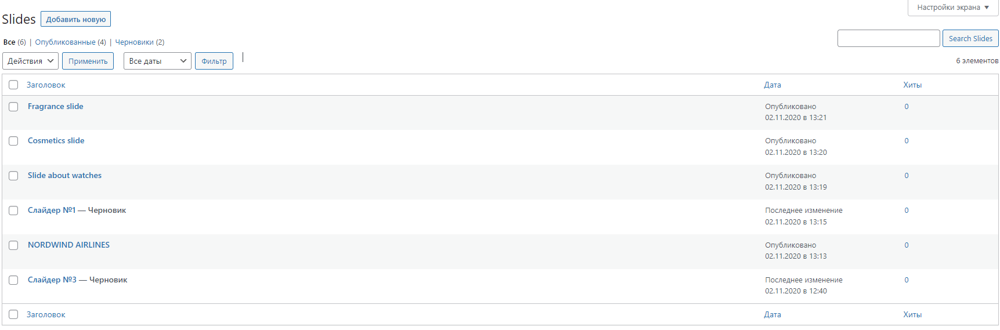 Настройки экрана
Slides Добавить новую
Все (6) | Опубликованные (4) | Черновики (2)
Search Slides
Действия Применить Все даты Фильтр
6 элементов
Заголовок Дата Хиты
Fragrance slide Опубликовано 0
02.11.2020 в 13:21
Cosmetics slide Опубликовано 0
02.11.2020 в 13:20
Slide about watches Опубликовано 0
02.11.2020 в 13:19
Слайдер №1 — Черновик Последнее изменение 0
02.11.2020 в 13:15
NORDWIND AIRLINES Опубликовано 0
02.11.2020 в 13:13
Слайдер №3 — Черновик Последнее изменение 0
02.11.2020 в 12:40
Заголовок Дата Хиты